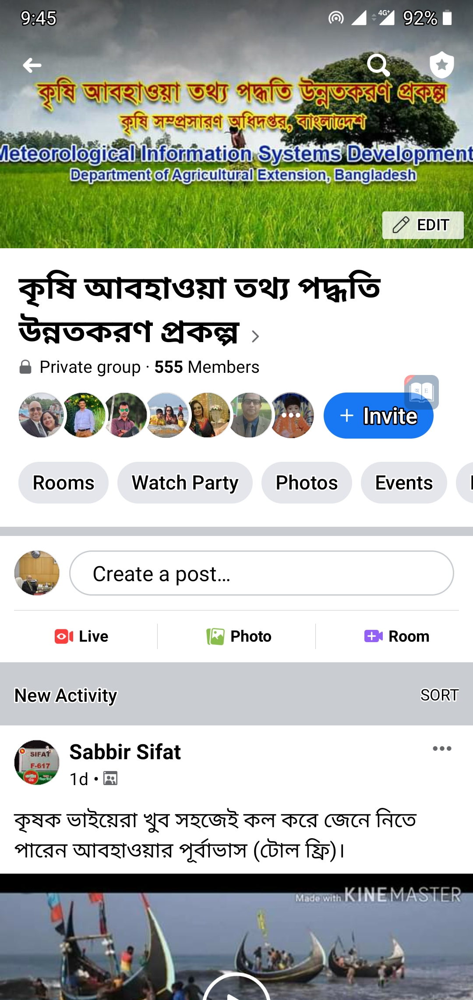 9:45
4G+ 92%
কৃষি আবহাওয়া তথ্য পদ্ধতি উন্নতকরণ প্রকল্প
কৃষি সম্প্রসারণ অধিদপ্তর, বাংলাদেশ
Meteorological Information Systems Development
Department of Agricultural Extension, Bangladesh
EDIT
কৃষি আবহাওয়া তথ্য পদ্ধতি
উন্নতকরণ প্রকল্প
Private group · 555 Members
অ E
+ Invite
Rooms Watch Party Photos Events
Create a post...
Live Photo Room
New Activity SORT
Sabbir Sifat
SIFAT
F-617
1d •
কৃষক ভাইয়েরা খুব সহজেই কল করে জেনে নিতে
পারেন আবহাওয়ার পূর্বাভাস (টোল ফ্রি)।
Made with KINEMASTER